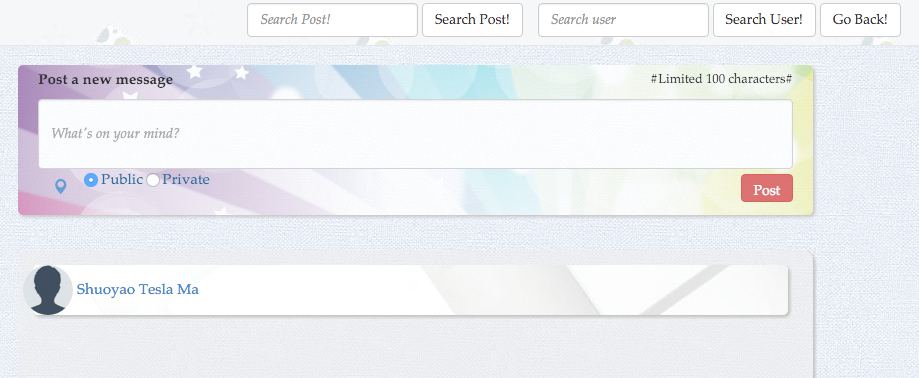 Search Post! Search Post! Search user Search User! Go Back!
Post a new message #Limited 100 characters#
What's on your mind?
Public Private
Post
Shuoyao Tesla Ma